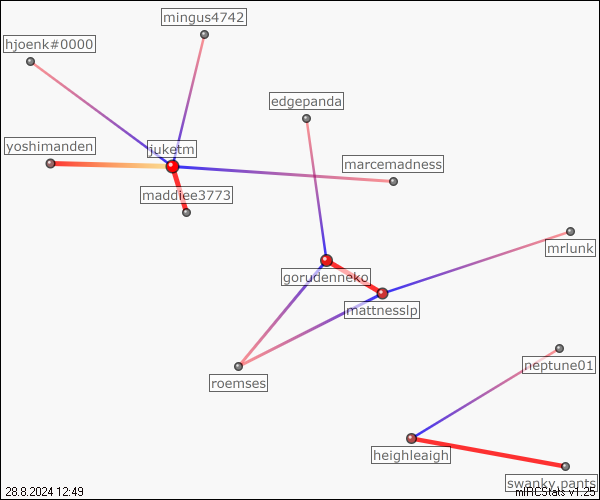 mingus4742
hjoenk#0000
edgepanda
yoshimanden
juketm
marcemadness
maddiee3773
mrlunk
gorudenneko
mattnesslp
neptune01
roemses
heighleaigh
swanky.pants
28.8.2024 12:49
mIRCStats v1.25